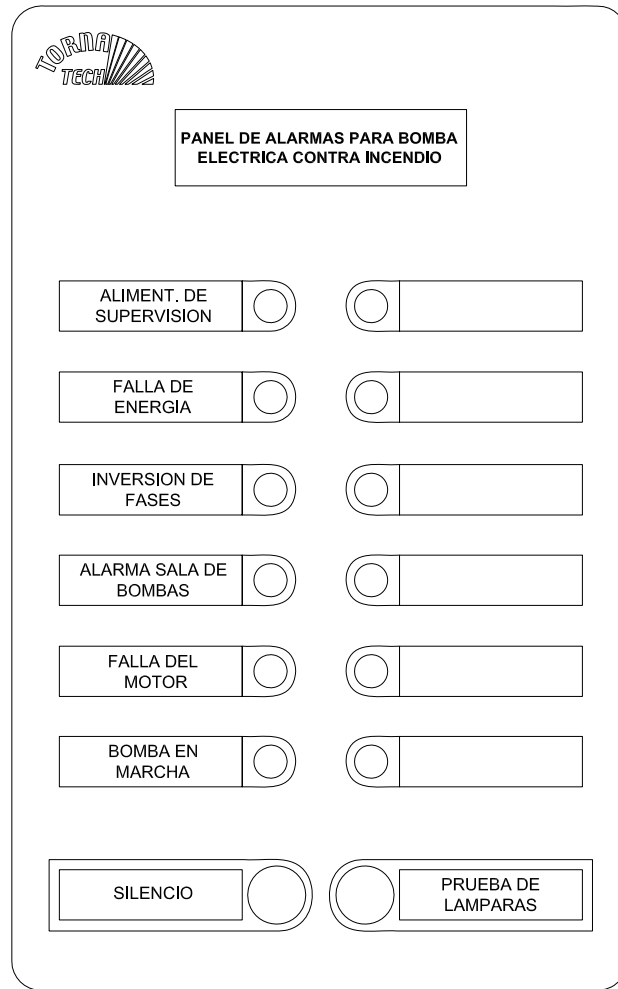 TORNA
TECH
PANEL DE ALARMAS PARA BOMBA
ELECTRICA CONTRA INCENDIO
ALIMENT. DE
SUPERVISION
FALLA DE
ENERGIA
INVERSION DE
FASES
ALARMA SALA DE
BOMBAS
FALLA DEL
MOTOR
BOMBA EN
MARCHA
SILENCIO
PRUEBA DE
LAMPARAS